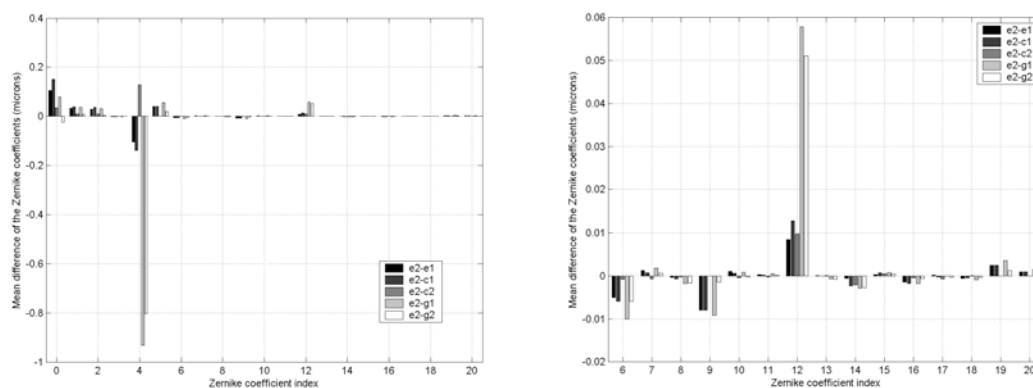 0.4
0.2
0
-0.2
-0.4
-0.6
-0.8
-1
Mean difference of the Zernike coefficients (microns)
e2-e1
e2-c1
e2-c2
e2-g1
e2-g2
0 2 4 6 8 10 12 14 16 18 20
Zernike coefficient index
0.06
0.05
0.04
0.03
0.02
0.01
0
-0.01
-0.02
Mean difference of the Zernike coefficients (microns)
e2-e1
e2-c1
e2-c2
e2-g1
e2-g2
6 7 8 9 10 11 12 13 14 15 16 17 18 19 20
Zernike coefficient index